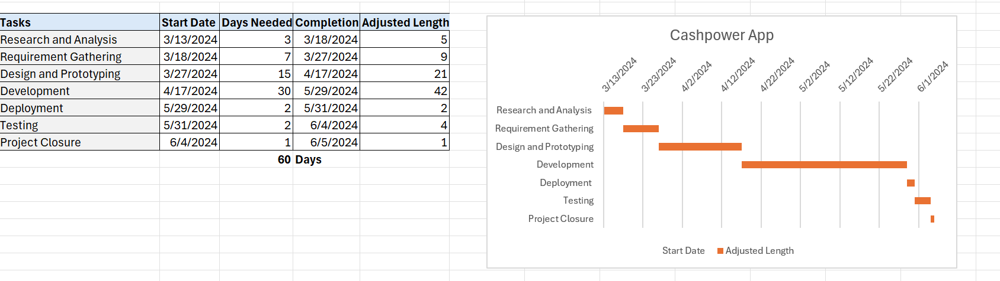 Tasks Start Date Days Needed Completion Adjusted Length
Research and Analysis 3/13/2024 3 3/18/2024 5
Requirement Gathering 3/18/2024 7 3/27/2024 9
Design and Prototyping 3/27/2024 15 4/17/2024 21
Development 4/17/2024 30 5/29/2024 42
Deployment 5/29/2024 2 5/31/2024 2
Testing 5/31/2024 2 6/4/2024 4
Project Closure 6/4/2024 1 6/5/2024 1
60 Days
Cashpower App
3/13/2024 3/23/2024 4/2/2024 4/12/2024 4/22/2024 5/2/2024 5/12/2024 5/22/2024 6/1/2024
Research and Analysis
Requirement Gathering
Design and Prototyping
Development
Deployment
Testing
Project Closure
Start Date Adjusted Length